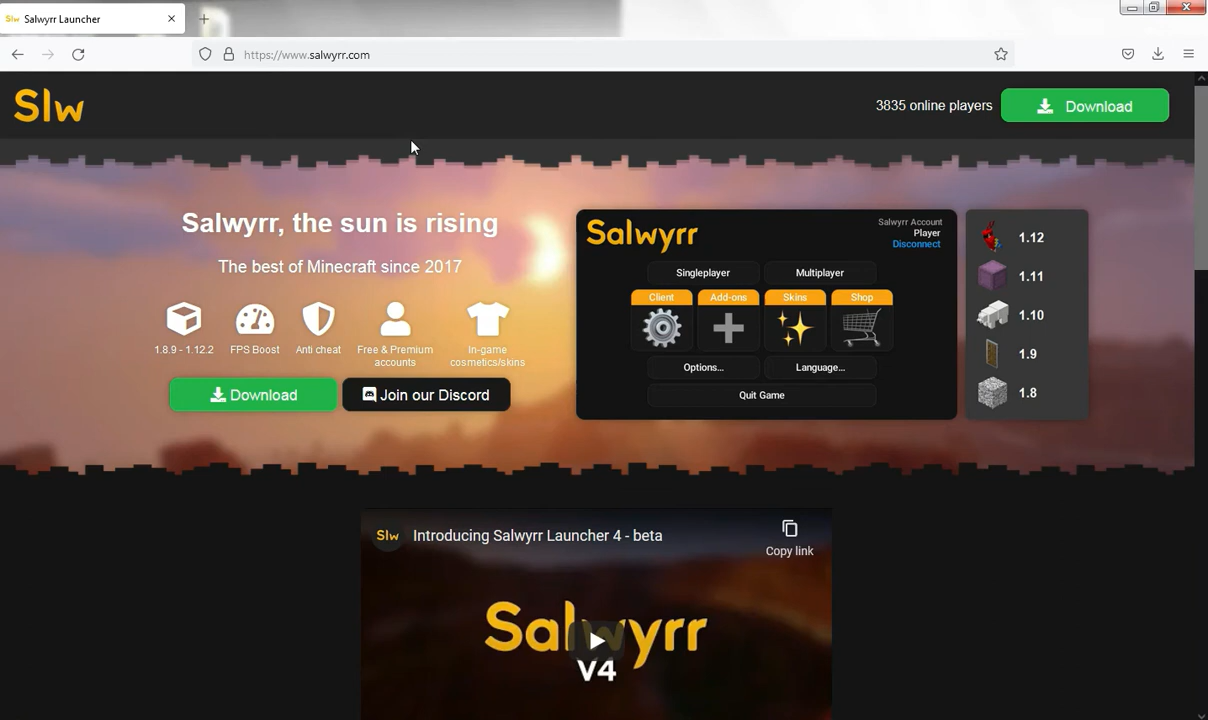 Slw Salwyrr Launcher
https://www.salwyrr.com
Slw
3835 online players
Download
Salwyrr, the sun is rising
The best of Minecraft since 2017
1.8.9 - 1.12.2
FPS Boost
Anti cheat
Free & Premium
accounts
In-game
cosmetics/skins
Download
Join our Discord
Salwyrr
Salwyrr Account
Player
Disconnect
Singleplayer
Multiplayer
Client
Add-ons
Skins
Shop
Options...
Language...
Quit Game
1.12
1.11
1.10
1.9
1.8
Slw
Introducing Salwyrr Launcher 4 - beta
Copy link
Salwyrr
V4